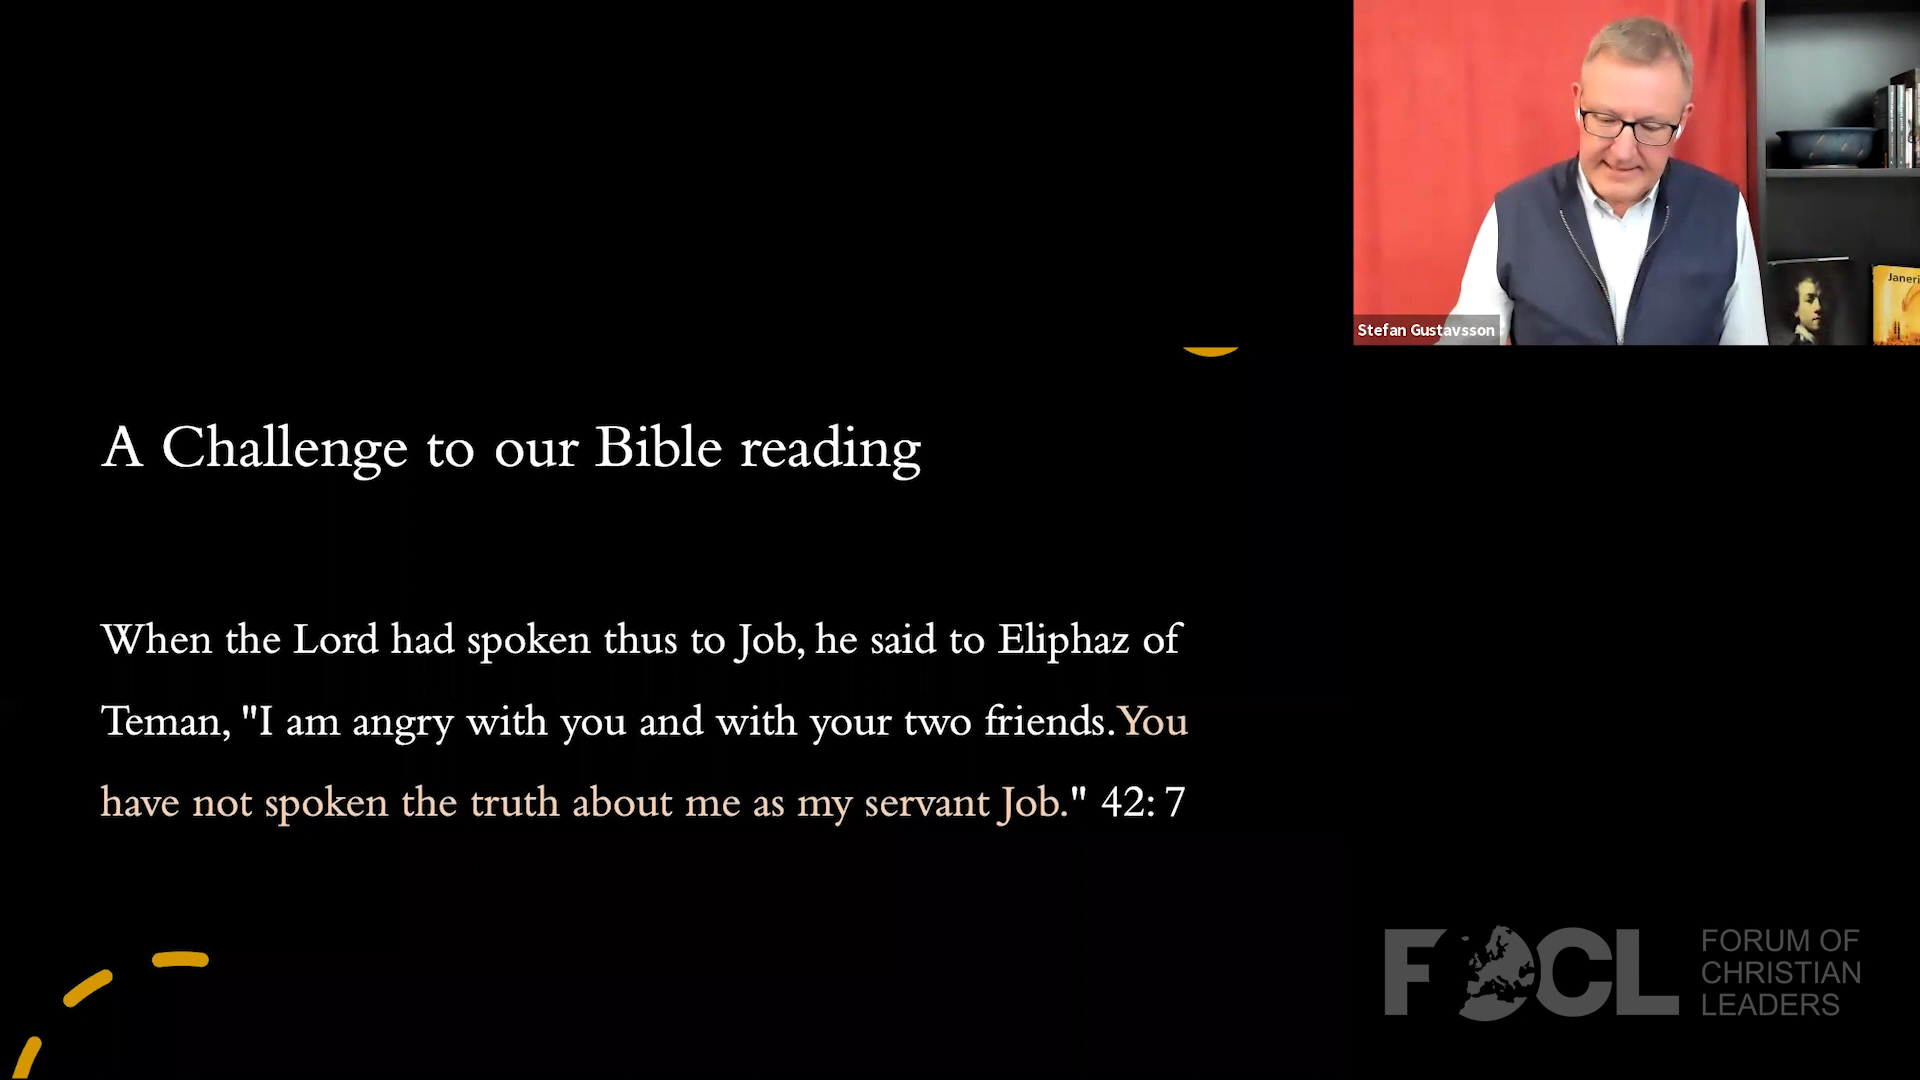 Janeri
Stefan Gustavsson
A Challenge to our Bible reading
When the Lord had spoken thus to Job, he said to Eliphaz of
Teman, "I am angry with you and with your two friends. You
have not spoken the truth about me as my servant Job." 42: 7
FOCL
FORUM OF
CHRISTIAN
LEADERS